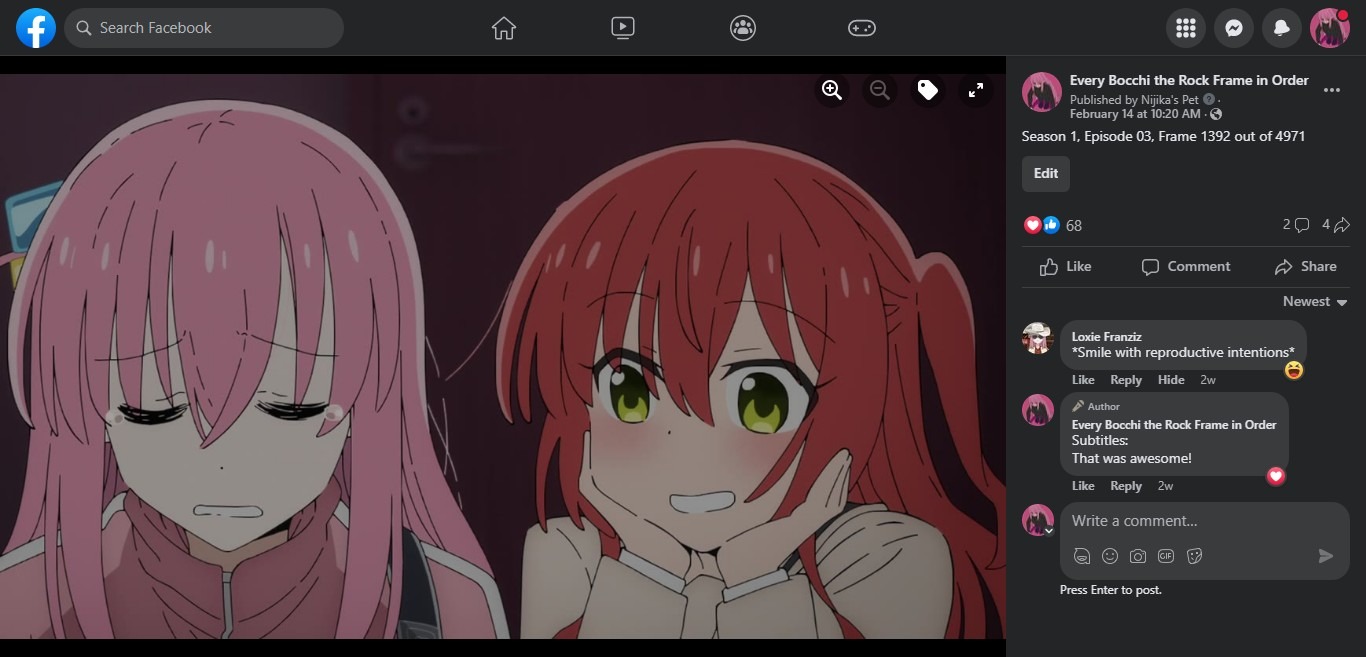 Search Facebook
Every Bocchi the Rock Frame in Order
Published by Nijika's Pet ·
February 14 at 10:20 AM ·
Season 1, Episode 03, Frame 1392 out of 4971
Edit
68
2
4
Like
Comment
Share
Newest
Loxie Franziz
*Smile with reproductive intentions*
Like Reply Hide 2w
Author
Every Bocchi the Rock Frame in Order
Subtitles:
That was awesome!
Like Reply 2w
Write a comment...
GIF
Press Enter to post.